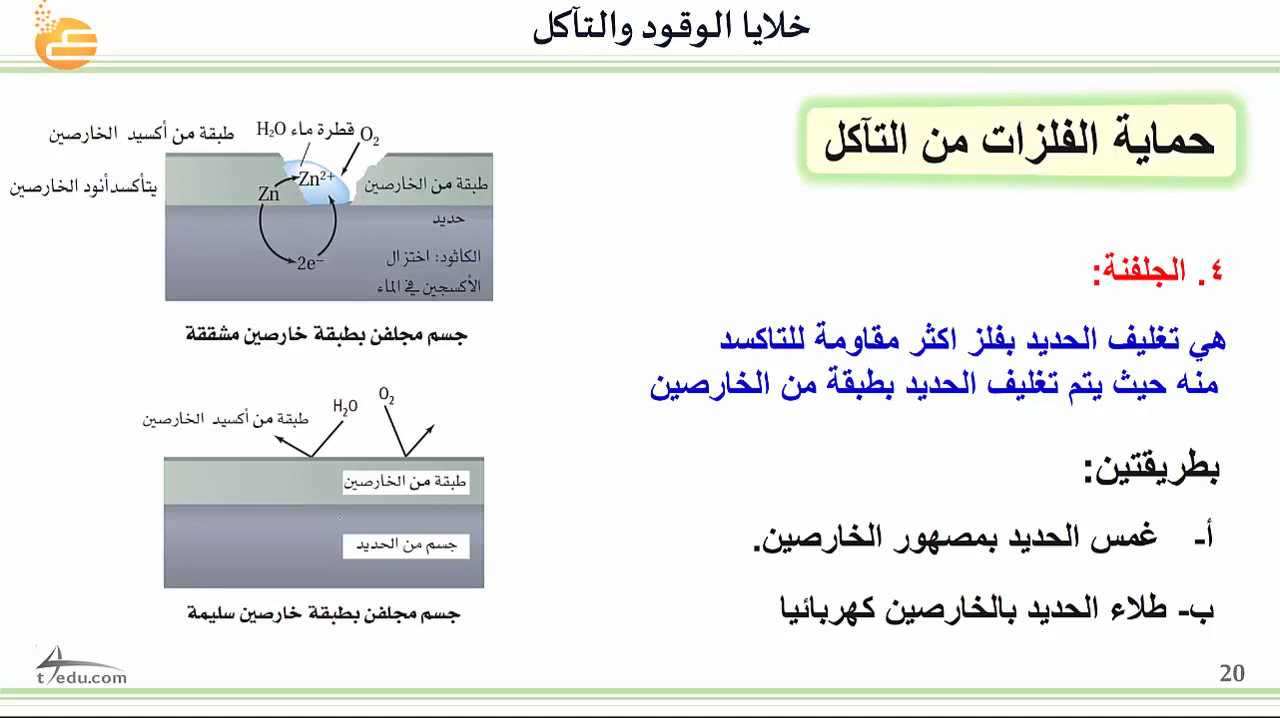 خلايا الوقود والتآكل
حماية الفلزات من التآكل
٤. الجلفنة:
هي تغليف الحديد بفلز اكثر مقاومة للتاكسد
منه حيث يتم تغليف الحديد بطبقة من الخارصين
بطريقتين:
أ- غمس الحديد بمصهور الخارصين.
ب- طلاء الحديد بالخارصين كهربائيا
طبقة من أكسيد الخارصين
قطرة ماء H₂O
O₂
يتأكسد أنود الخارصين
Zn
Zn²⁺
طبقة من الخارصين
حديد
2e⁻
الكاثود: اختزال
الأكسجين في الماء
جسم مجلفن بطبقة خارصين مشققة
طبقة من أكسيد الخارصين
H₂O
O₂
طبقة من الخارصين
جسم من الحديد
جسم مجلفن بطبقة خارصين سليمة
t4edu.com
20